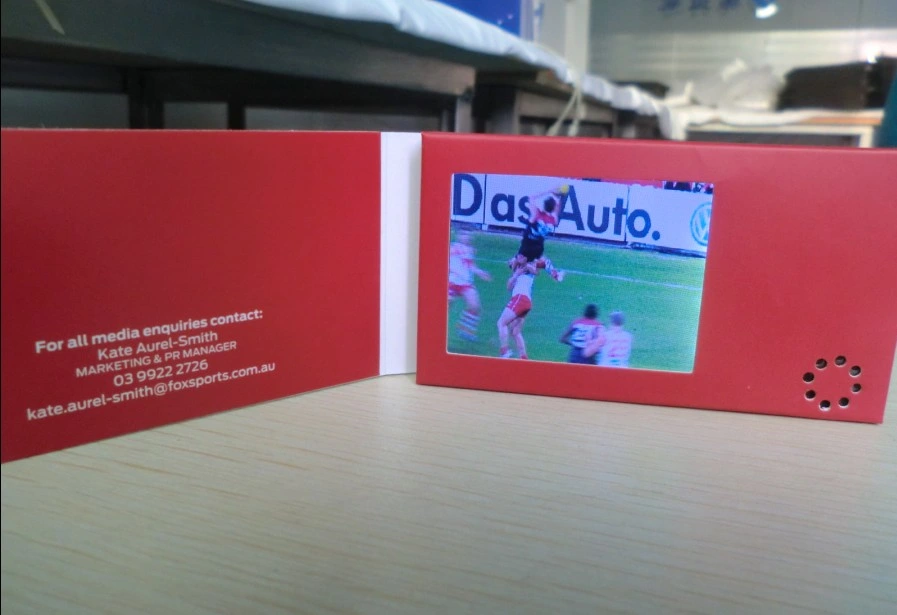 For all media enquiries contact:
Kate Aurel-Smith
MARKETING & PR MANAGER
03 9922 2726
kate.aurel-smith@foxsports.com.au
Das Auto.